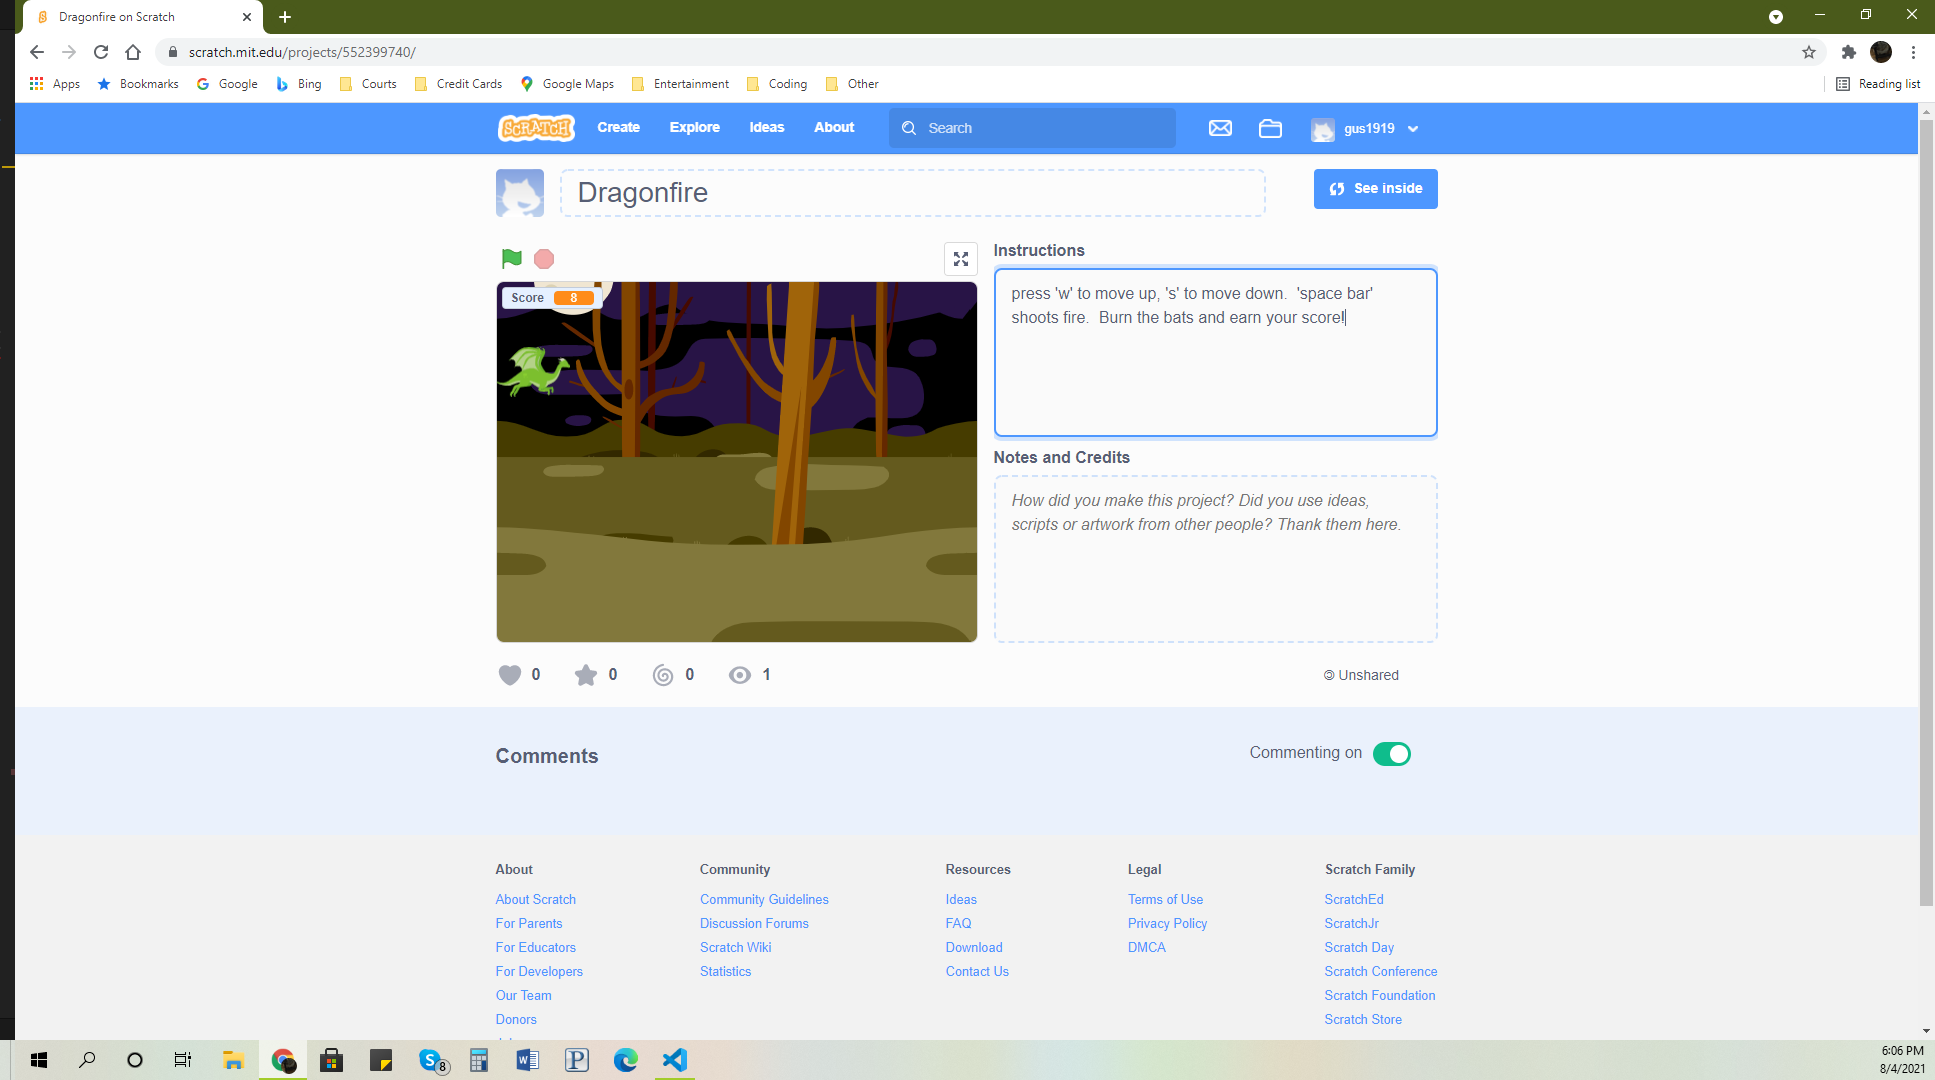 Dragonfire on Scratch
scratch.mit.edu/projects/552399740/
Apps Bookmarks Google Bing Courts Credit Cards Google Maps Entertainment Coding Other Reading list
SCRATCH Create Explore Ideas About Search gus1919
Dragonfire
See inside
Instructions
Score 8
press 'w' to move up, 's' to move down.  'space bar'
shoots fire.  Burn the bats and earn your score!
Notes and Credits
How did you make this project? Did you use ideas,
scripts or artwork from other people? Thank them here.
0 0 0 1
Unshared
Comments
Commenting on
About Community Resources Legal Scratch Family
About Scratch Community Guidelines Ideas Terms of Use ScratchEd
For Parents Discussion Forums FAQ Privacy Policy ScratchJr
For Educators Scratch Wiki Download DMCA Scratch Day
For Developers Statistics Contact Us Scratch Conference
Our Team Scratch Foundation
Donors Scratch Store
S 8 W P
6:06 PM
8/4/2021